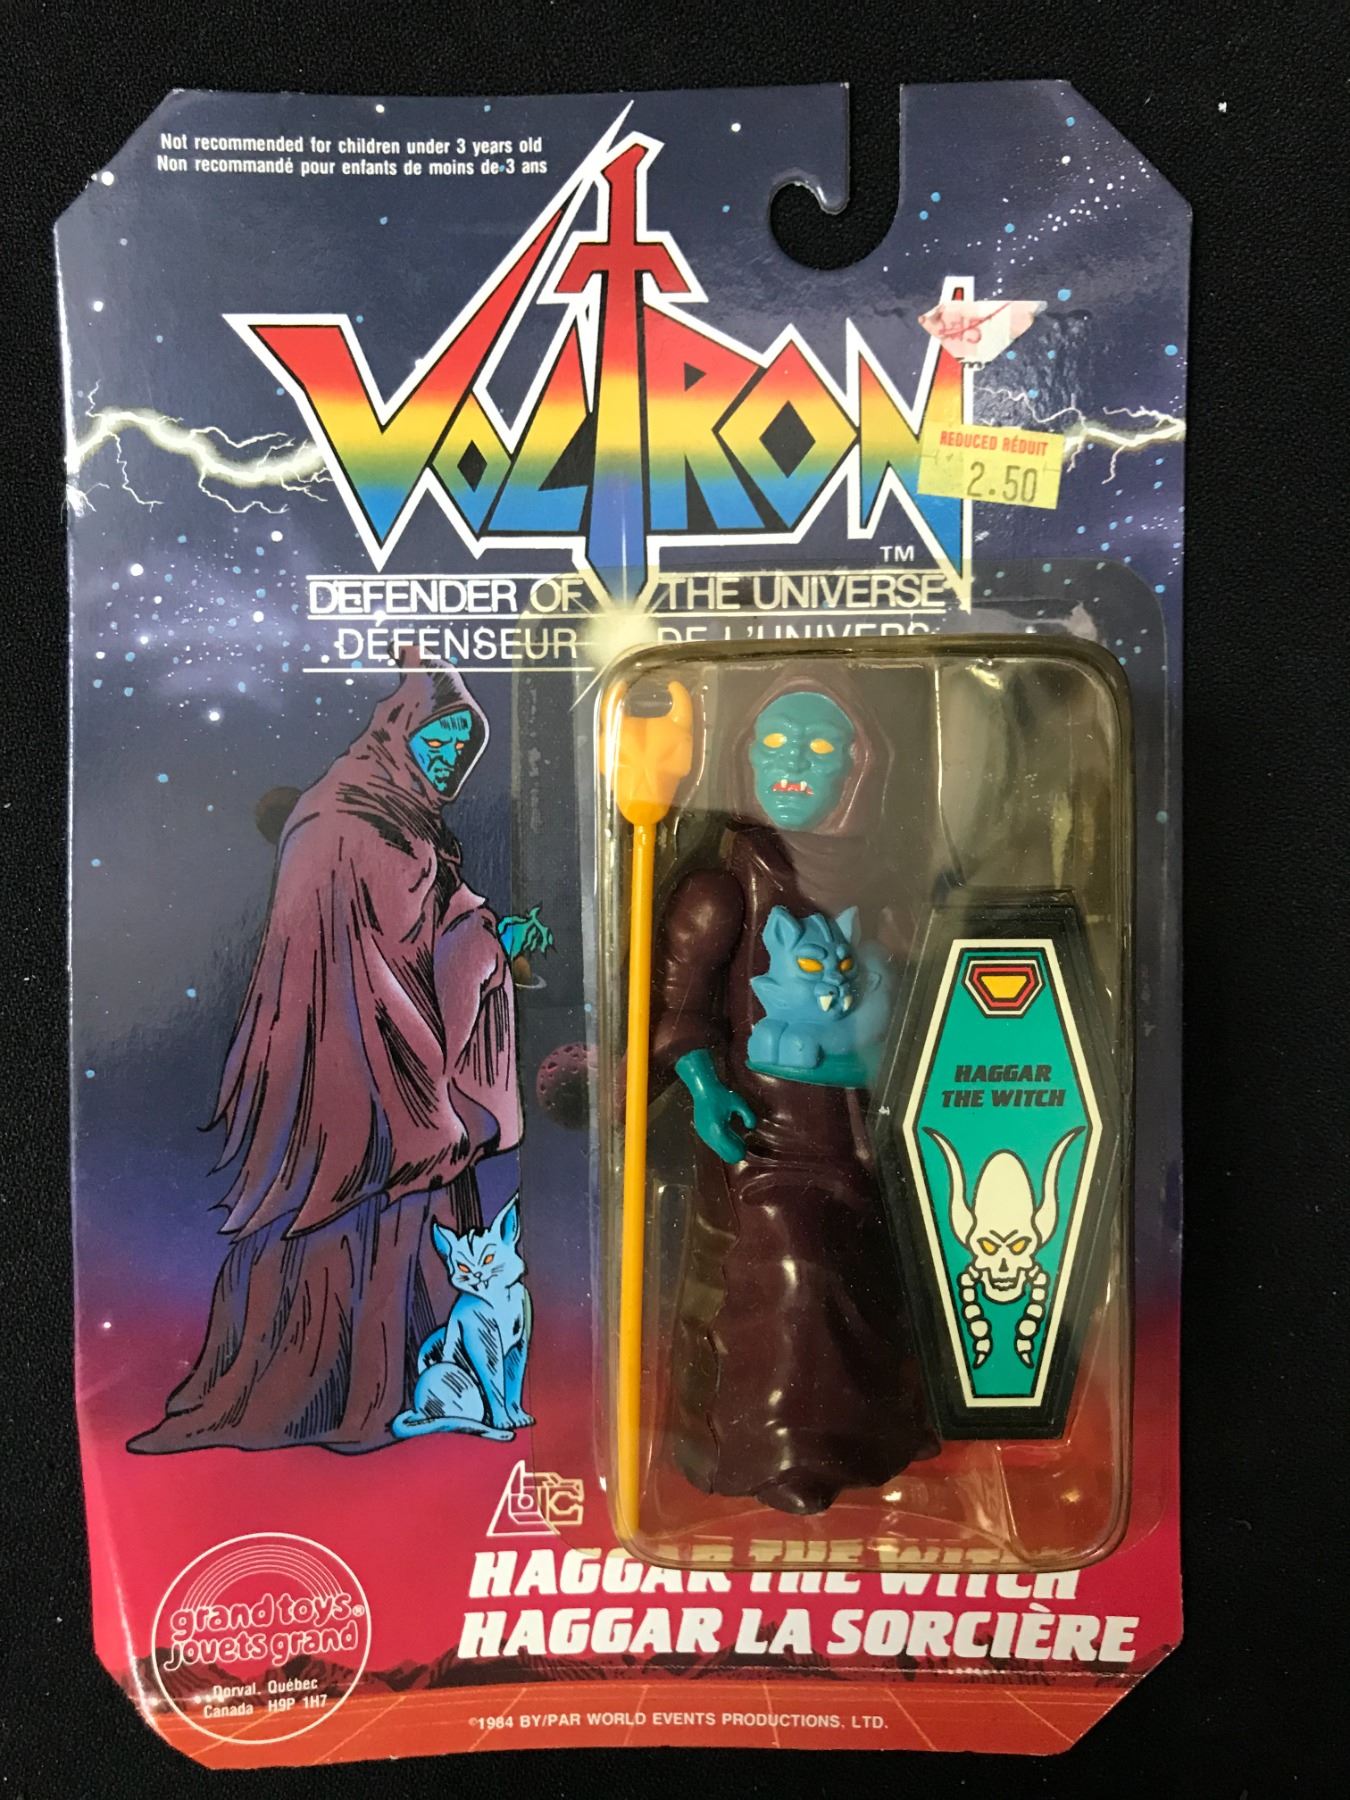 Not recommended for children under 3 years old
Non recommandé pour enfants de moins de 3 ans
VOLTRON
TM
REDUCED RÉDUIT
2.50
DEFENDER OF THE UNIVERSE
DÉFENSEUR DE L'UNIVERS
HAGGAR
THE WITCH
HAGGAR THE WITCH
HAGGAR LA SORCIÈRE
grand toys®
jouets grand
Dorval, Québec
Canada H9P 1H7
©1984 BY/PAR WORLD EVENTS PRODUCTIONS, LTD.